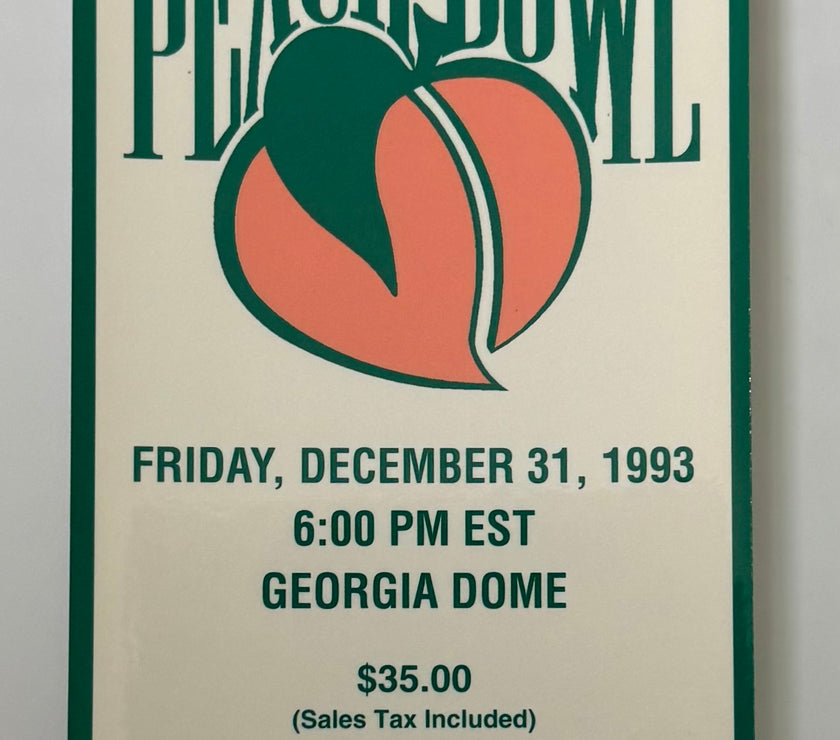 PEACH BOWL
FRIDAY, DECEMBER 31, 1993
6:00 PM EST
GEORGIA DOME
$35.00
(Sales Tax Included)